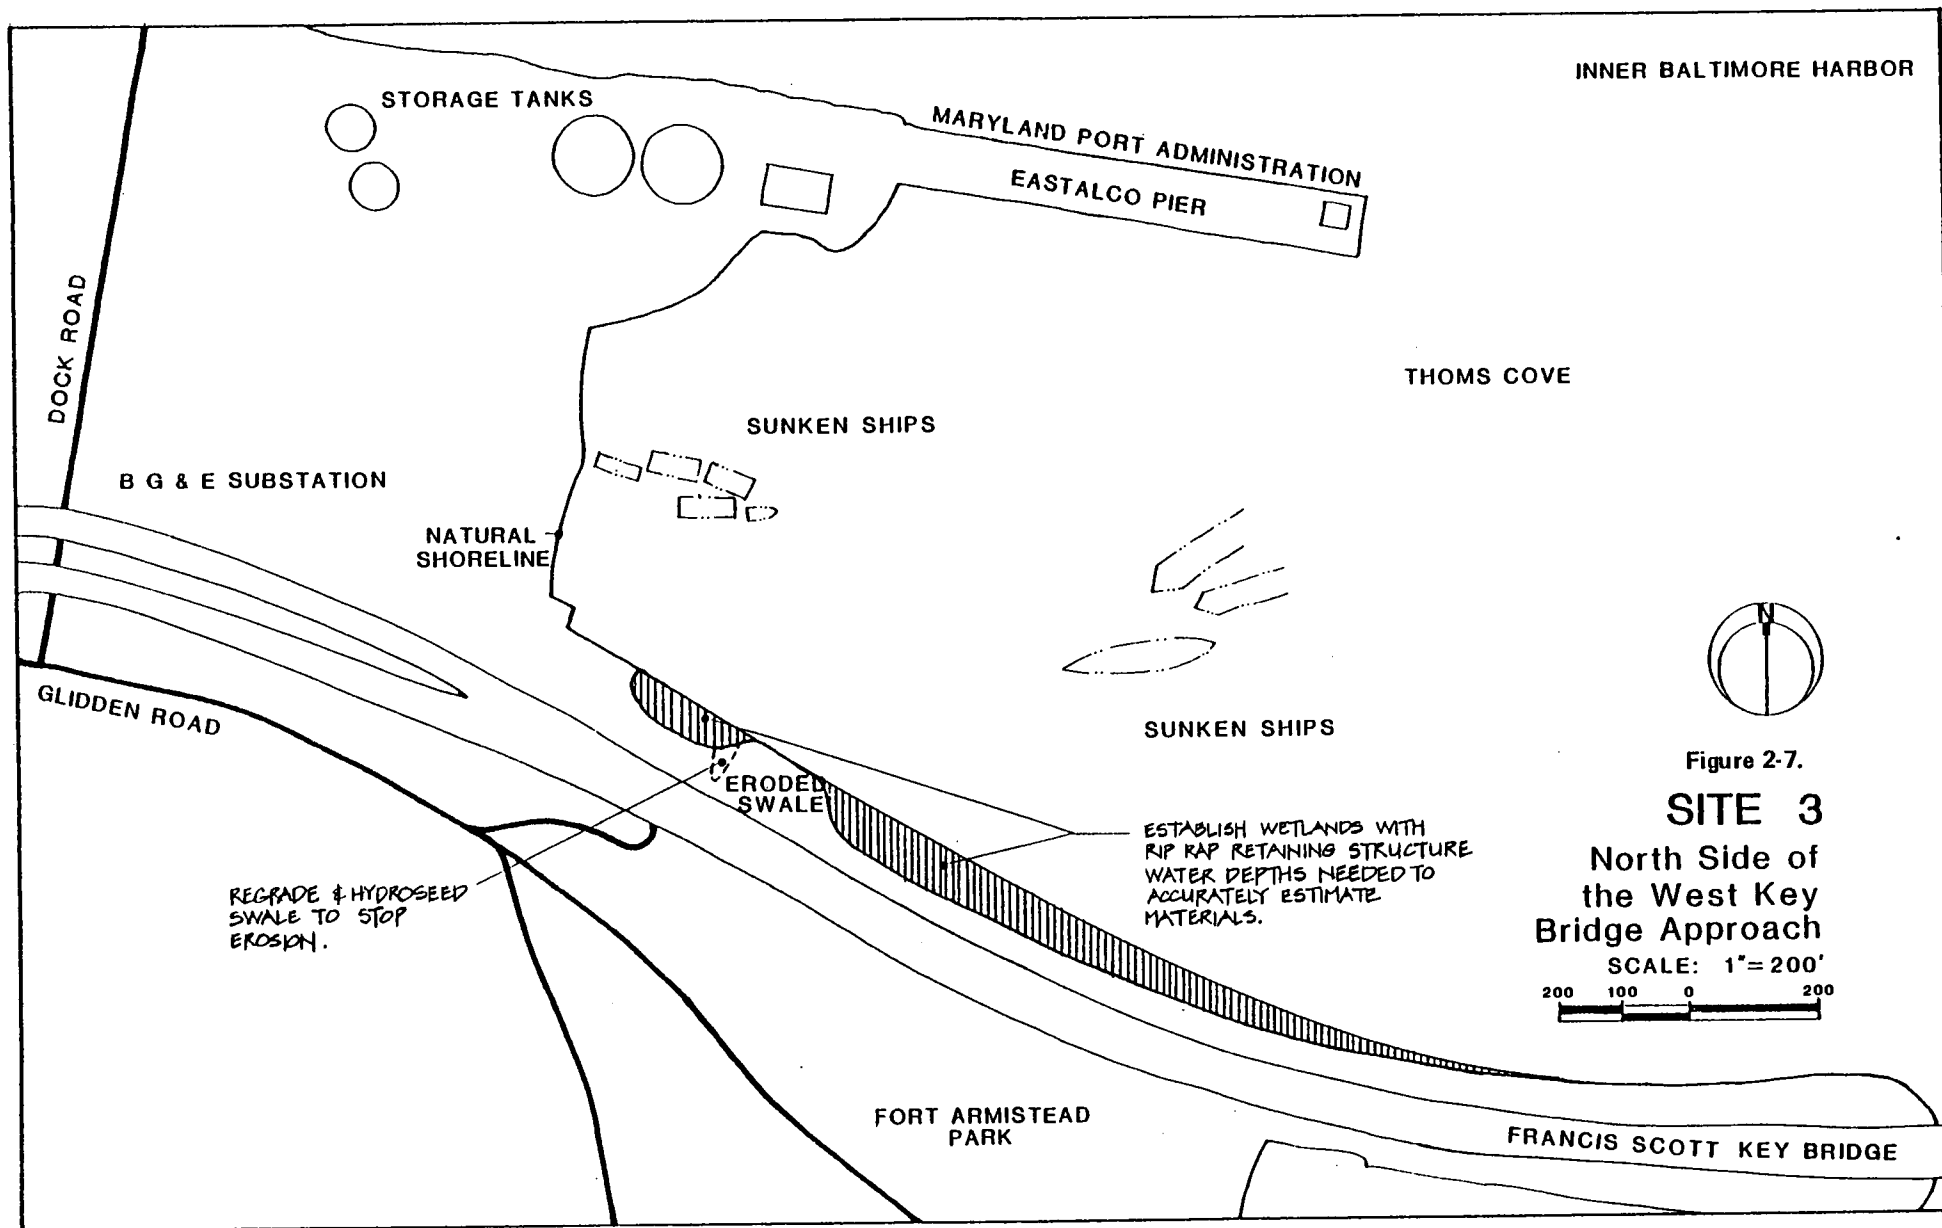 INNER BALTIMORE HARBOR
STORAGE TANKS
MARYLAND PORT ADMINISTRATION
EASTALCO PIER
DOCK ROAD
THOMS COVE
SUNKEN SHIPS
B G & E SUBSTATION
NATURAL
SHORELINE
N
GLIDDEN ROAD
SUNKEN SHIPS
ERODED
SWALE
REGRADE & HYDROSEED
SWALE TO STOP
EROSION.
ESTABLISH WETLANDS WITH
RIP RAP RETAINING STRUCTURE
WATER DEPTHS NEEDED TO
ACCURATELY ESTIMATE
MATERIALS.
Figure 2-7.
SITE 3
North Side of
the West Key
Bridge Approach
SCALE: 1"=200'
200 100 0 200
FORT ARMISTEAD
PARK
FRANCIS SCOTT KEY BRIDGE